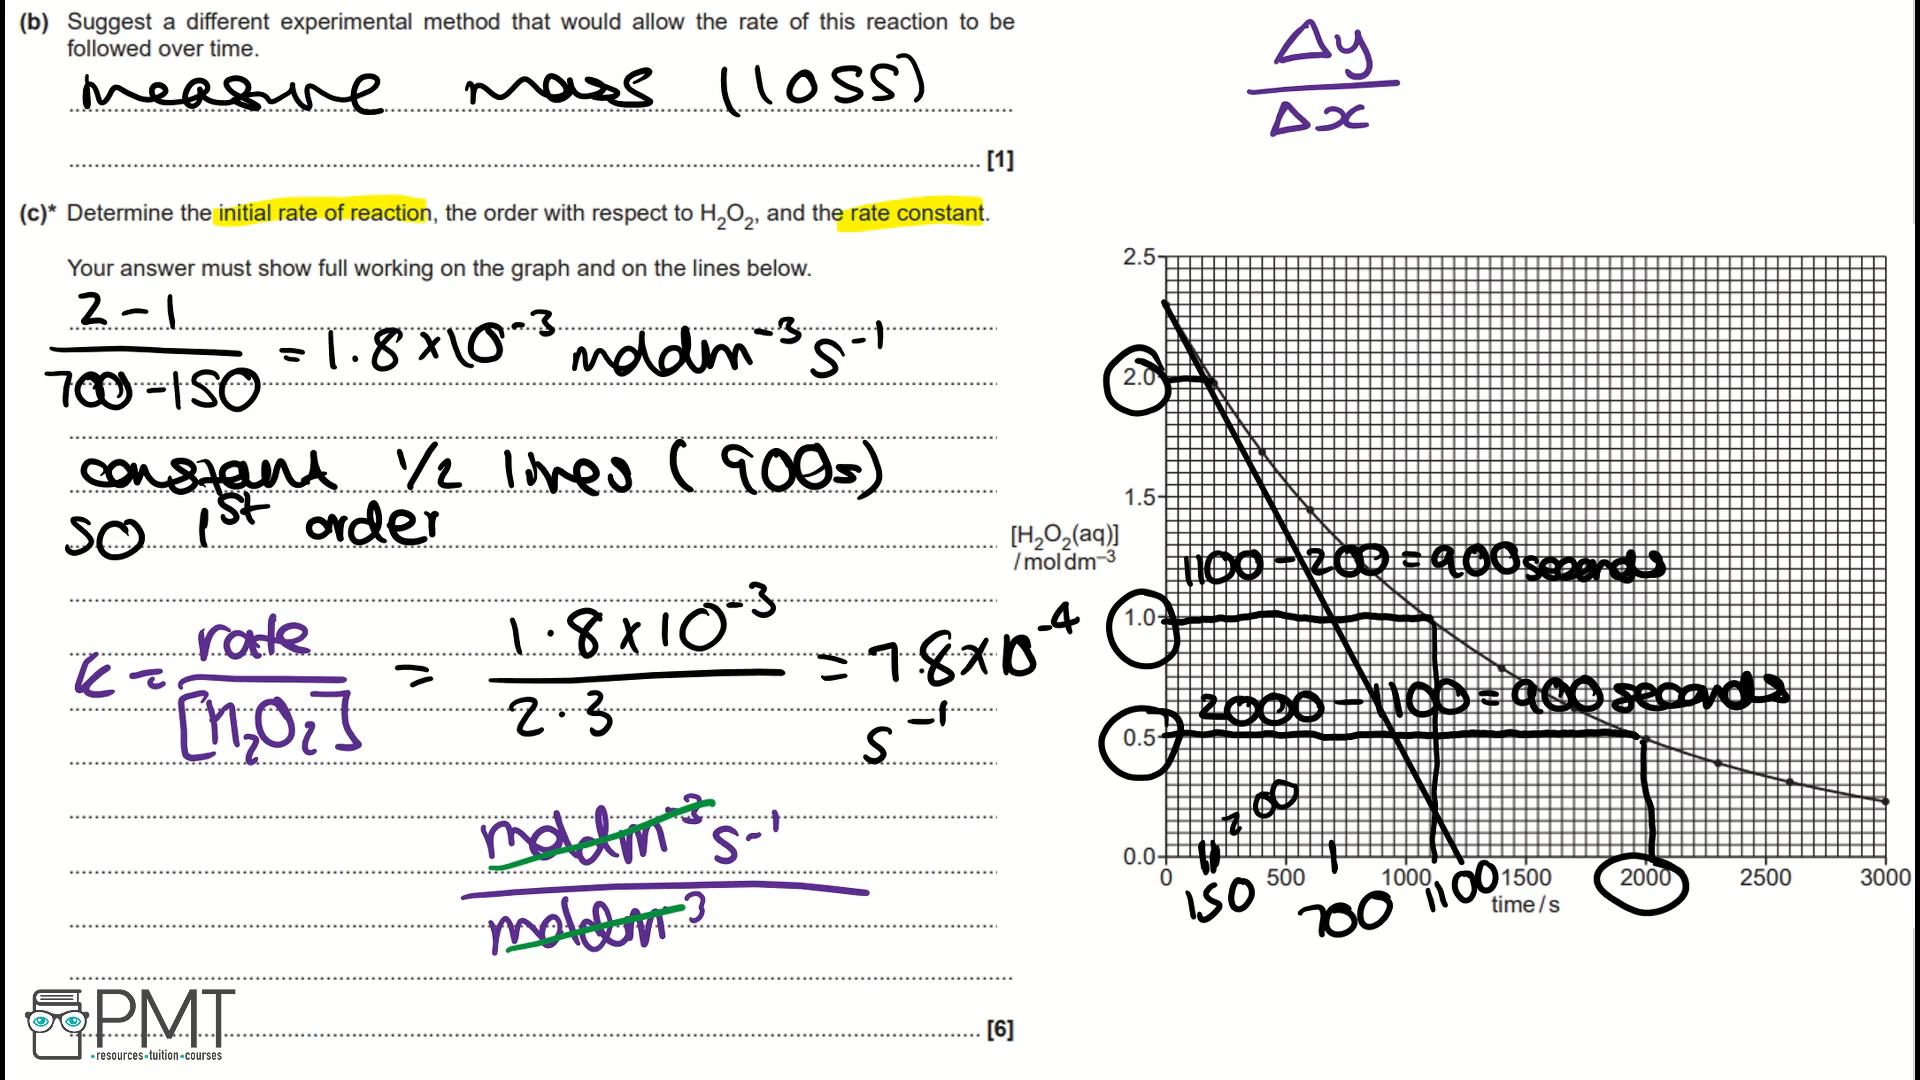 (b) Suggest a different experimental method that would allow the rate of this reaction to be
followed over time.
measure mass (loss)
[1]
(c)* Determine the initial rate of reaction, the order with respect to H₂O₂, and the rate constant.
Your answer must show full working on the graph and on the lines below.
2 - 1
700 - 150
= 1.8 × 10⁻³ moldm⁻³ s⁻¹
constant 1/2 lives (900s)
so 1st order
k = rate / [H₂O₂] = 1.8 × 10⁻³ / 2.3 = 7.8 × 10⁻⁴
s⁻¹
moldm⁻³ s⁻¹
moldm⁻³
[6]
PMT
•resources•tuition•courses
Δy
Δx
2.5
2.0
1.5
[H₂O₂(aq)]
/mol dm⁻³
1100 - 200 = 900 seconds
1.0
2000 - 1100 = 900 seconds
0.5
200
0.0
0 500 1000 1500 2000 2500 3000
150 700 1100
time / s